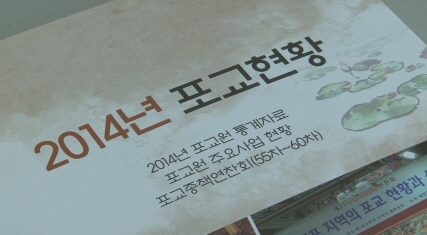 2014년 포교현황
2014년 포교원 통계자료
포교원 주요사업 현황
포교종책연찬회(55차~60차)
지역의 포교 현황과